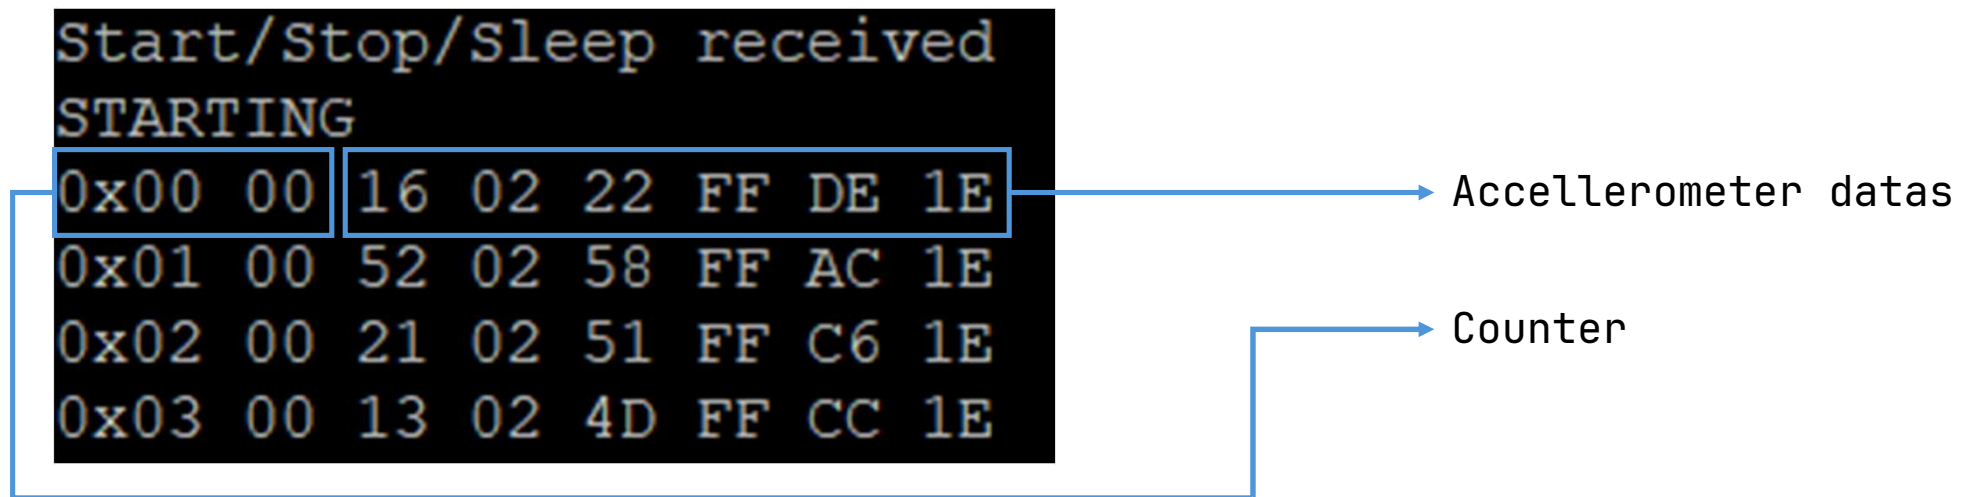 Start/Stop/Sleep received
STARTING
0x00 00 16 02 22 FF DE 1E
0x01 00 52 02 58 FF AC 1E
0x02 00 21 02 51 FF C6 1E
0x03 00 13 02 4D FF CC 1E
Accellerometer datas
Counter